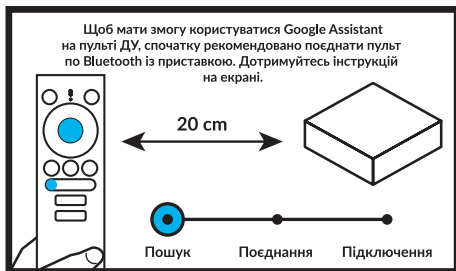 Щоб мати змогу користуватися Google Assistant
на пульті ДУ, спочатку рекомендовано поєднати пульт
по Bluetooth із приставкою. Дотримуйтесь інструкцій
на екрані.
20 cm
Пошук Поєднання Підключення